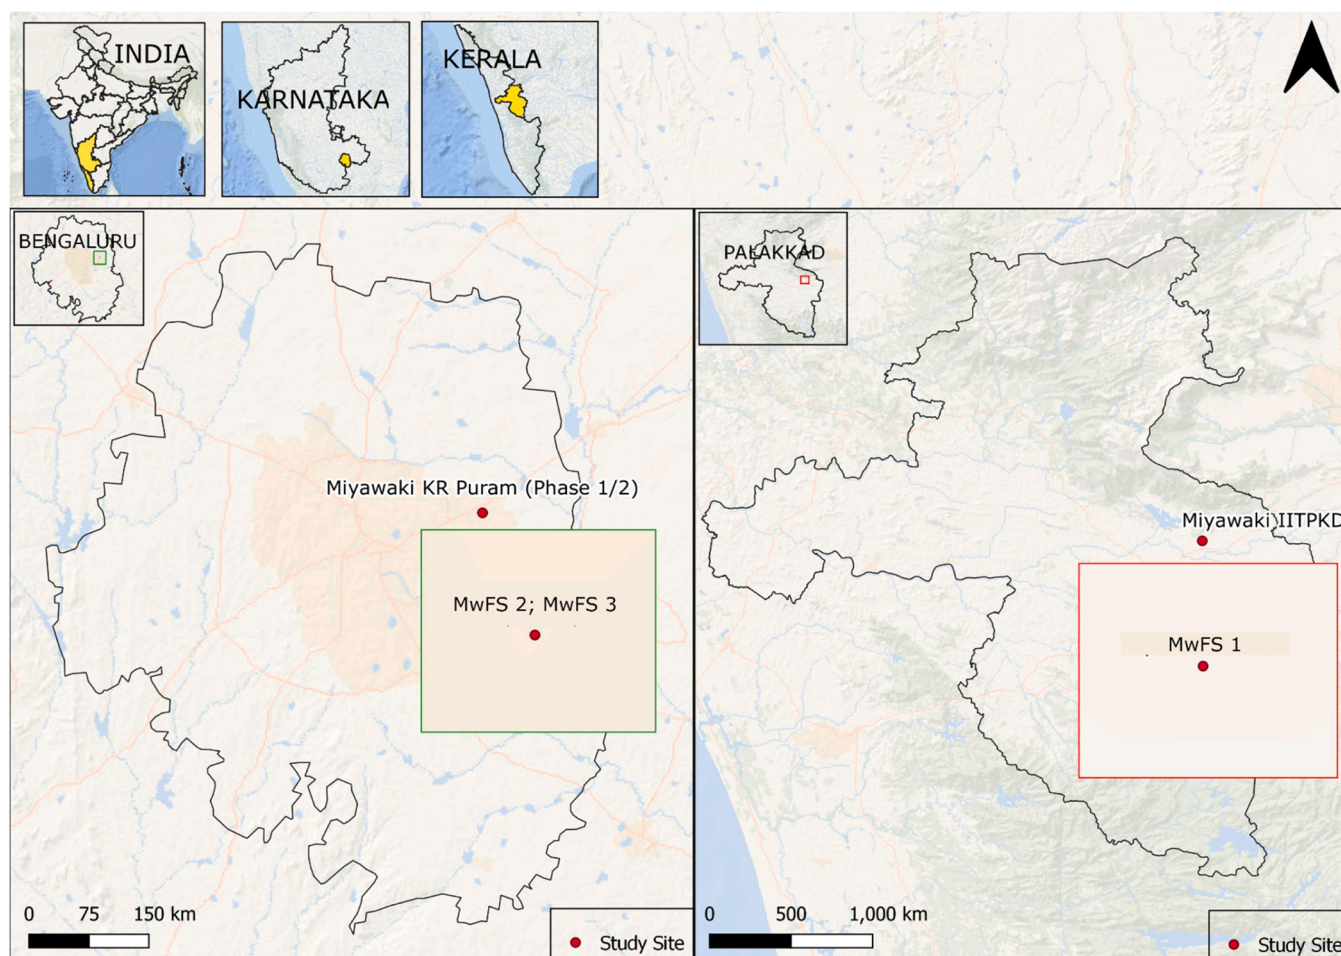 INDIA
KARNATAKA
KERALA
BENGALURU
Miyawaki KR Puram (Phase 1/2)
MwFS 2; MwFS 3
0 75 150 km
Study Site
PALAKKAD
Miyawaki IITPKD
MwFS 1
0 500 1,000 km
Study Site